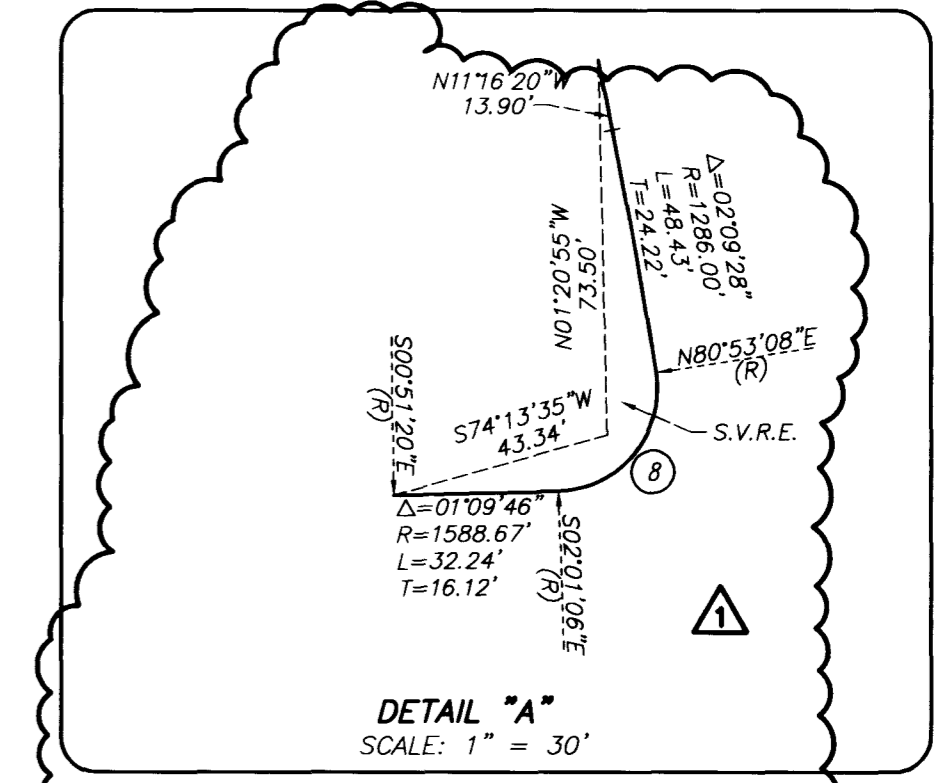 N11°16'20"W
13.90'
Δ=02°09'28"
R=1286.00'
L=48.43'
T=24.22'
N01°20'55"W
73.50'
N80°53'08"E
(R)
S00°51'20"E
(R)
S74°13'35"W
43.34'
S.V.R.E.
8
Δ=01°09'46"
R=1588.67'
L=32.24'
T=16.12'
S02°01'06"E
(R)
1
DETAIL "A"
SCALE: 1" = 30'